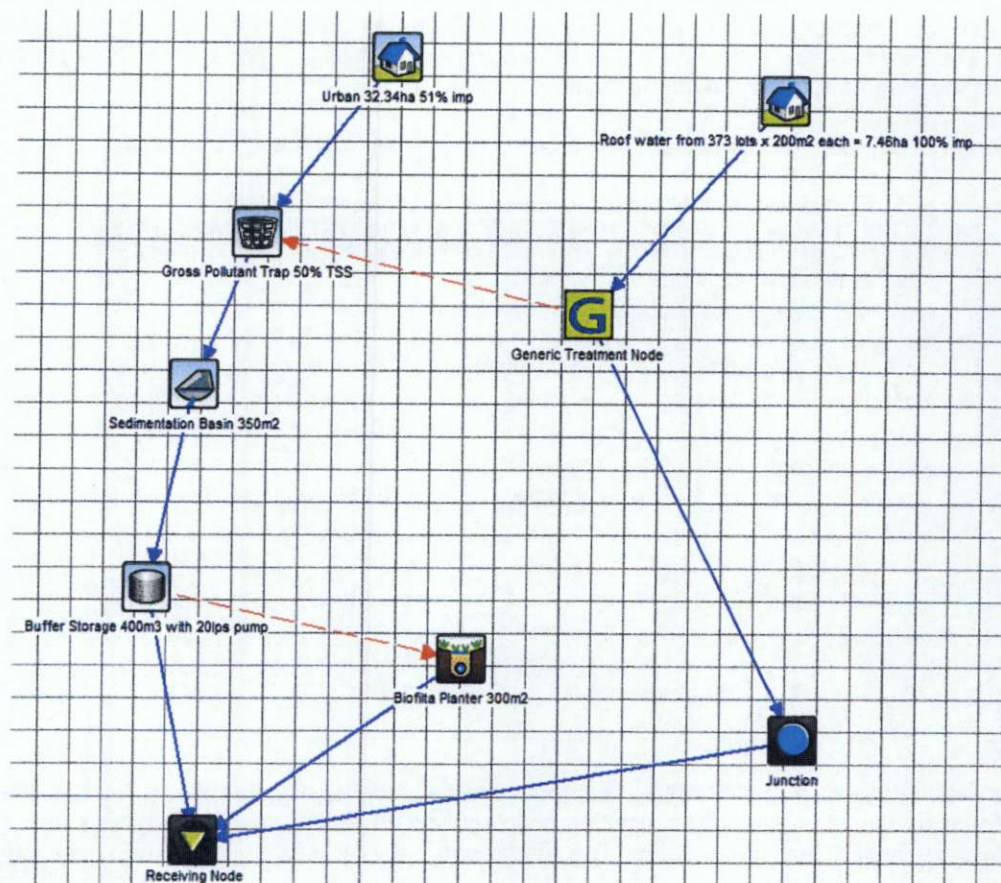 Urban 32.34ha 51% imp
Roof water from 373 lots x 200m2 each = 7.46ha 100% imp
Gross Pollutant Trap 50% TSS
G
Generic Treatment Node
Sedimentation Basin 350m2
Buffer Storage 400m3 with 20lps pump
Biofilta Planter 300m2
Junction
Receiving Node